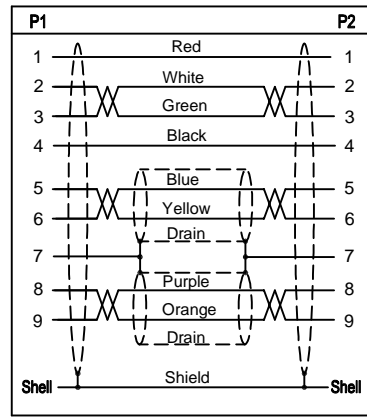 P1 P2
1 Red 1
2 White 2
3 Green 3
4 Black 4
5 Blue 5
6 Yellow 6
Drain
7 7
8 Purple 8
9 Orange 9
Drain
Shell Shield Shell